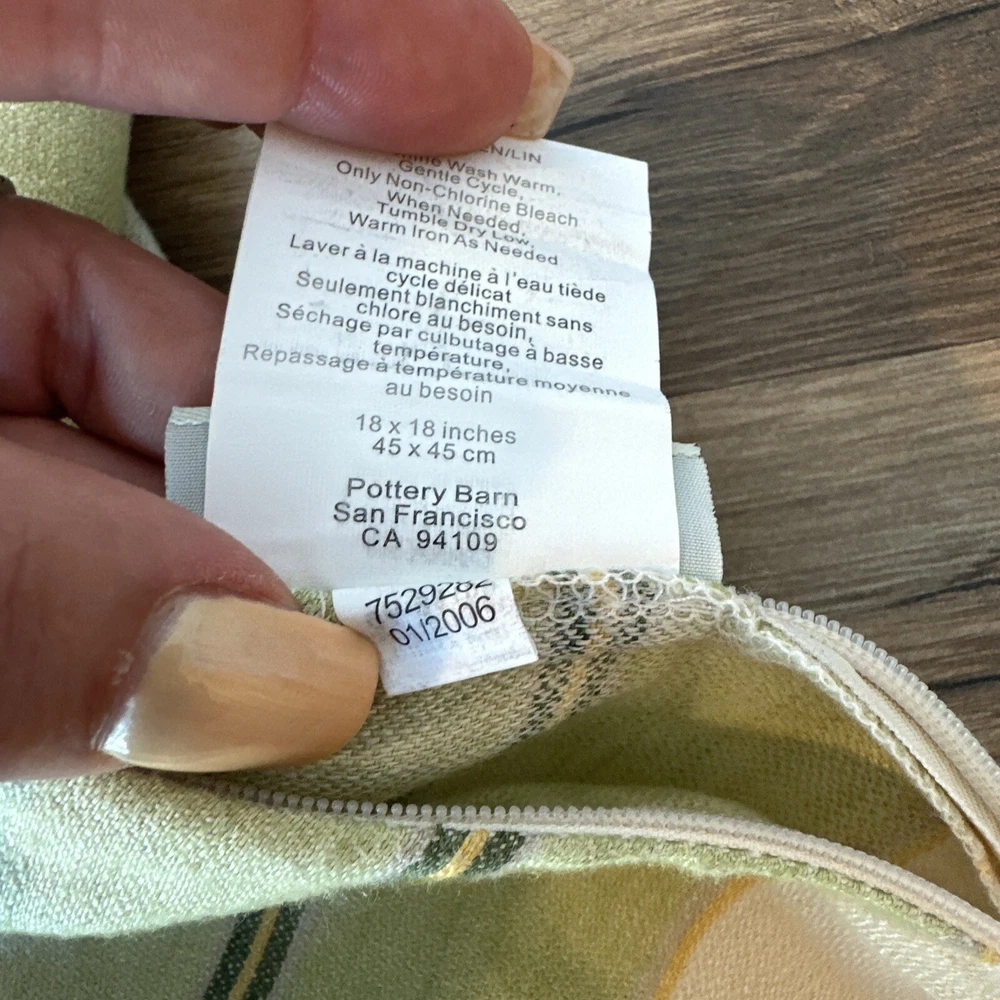 Wash Warm,
Gentle Cycle,
Only Non-Chlorine Bleach
When Needed,
Tumble Dry Low,
Warm Iron As Needed
Laver à la machine à l'eau tiède
cycle délicat
Seulement blanchiment sans
chlore au besoin,
Séchage par culbutage à basse
température,
Repassage à température moyenne
au besoin
18 x 18 inches
45 x 45 cm
Pottery Barn
San Francisco
CA 94109
7529282
01/2006